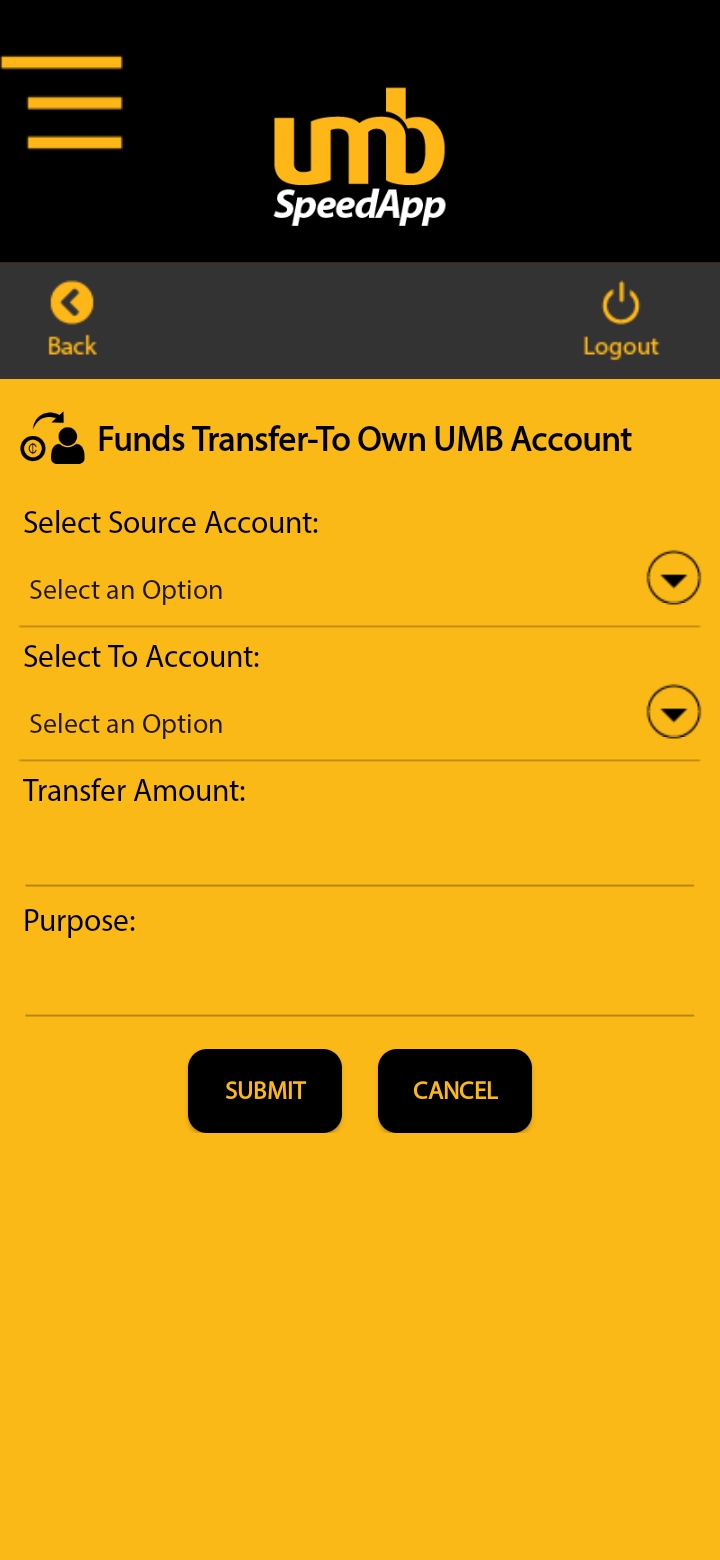 umb
SpeedApp
Back
Logout
Funds Transfer-To Own UMB Account
Select Source Account:
Select an Option
Select To Account:
Select an Option
Transfer Amount:
Purpose:
SUBMIT
CANCEL